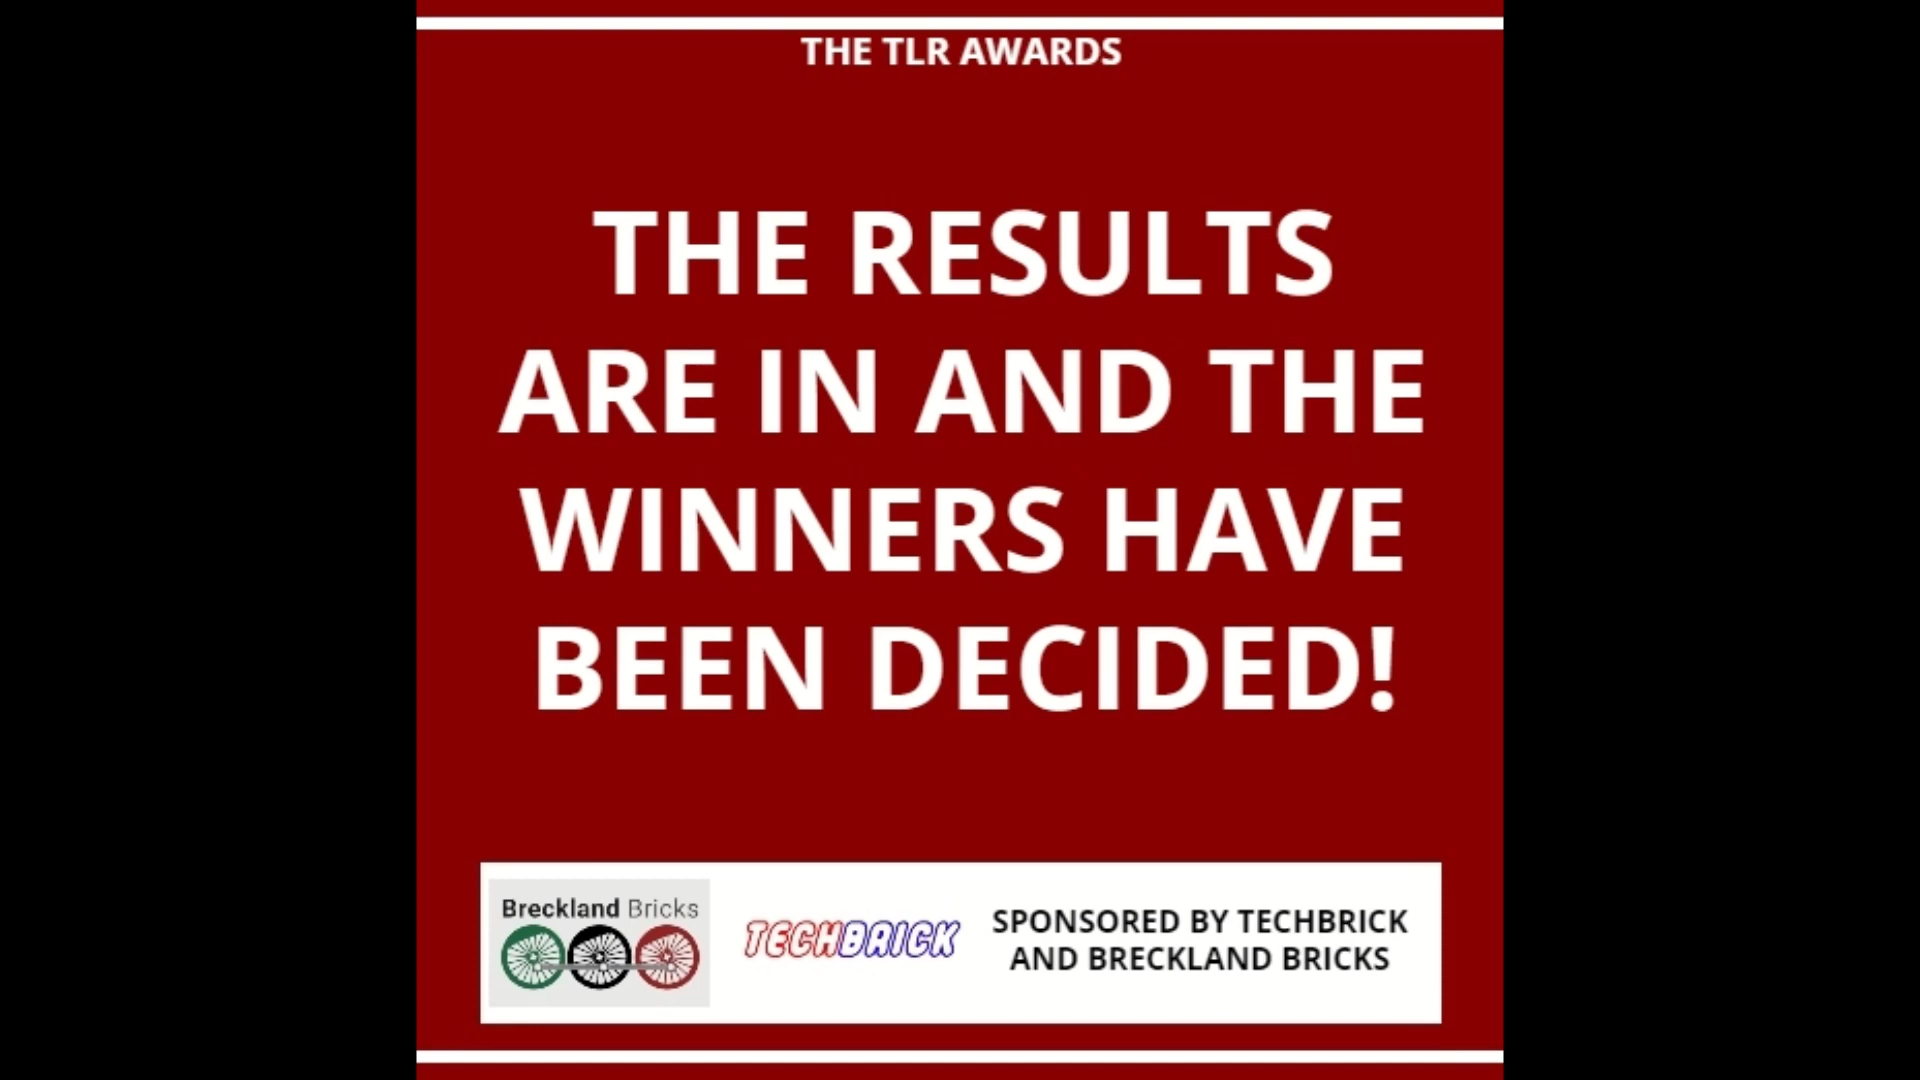 THE TLR AWARDS
THE RESULTS
ARE IN AND THE
WINNERS HAVE
BEEN DECIDED!
Breckland Bricks
TECHBRICK
SPONSORED BY TECHBRICK
AND BRECKLAND BRICKS